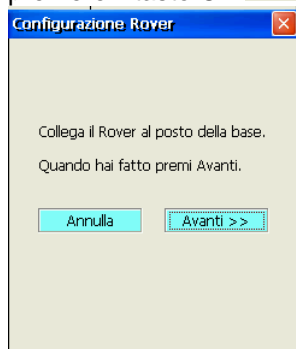 Configurazione Rover
Collega il Rover al posto della base.
Quando hai fatto premi Avanti.
Annulla
Avanti >>